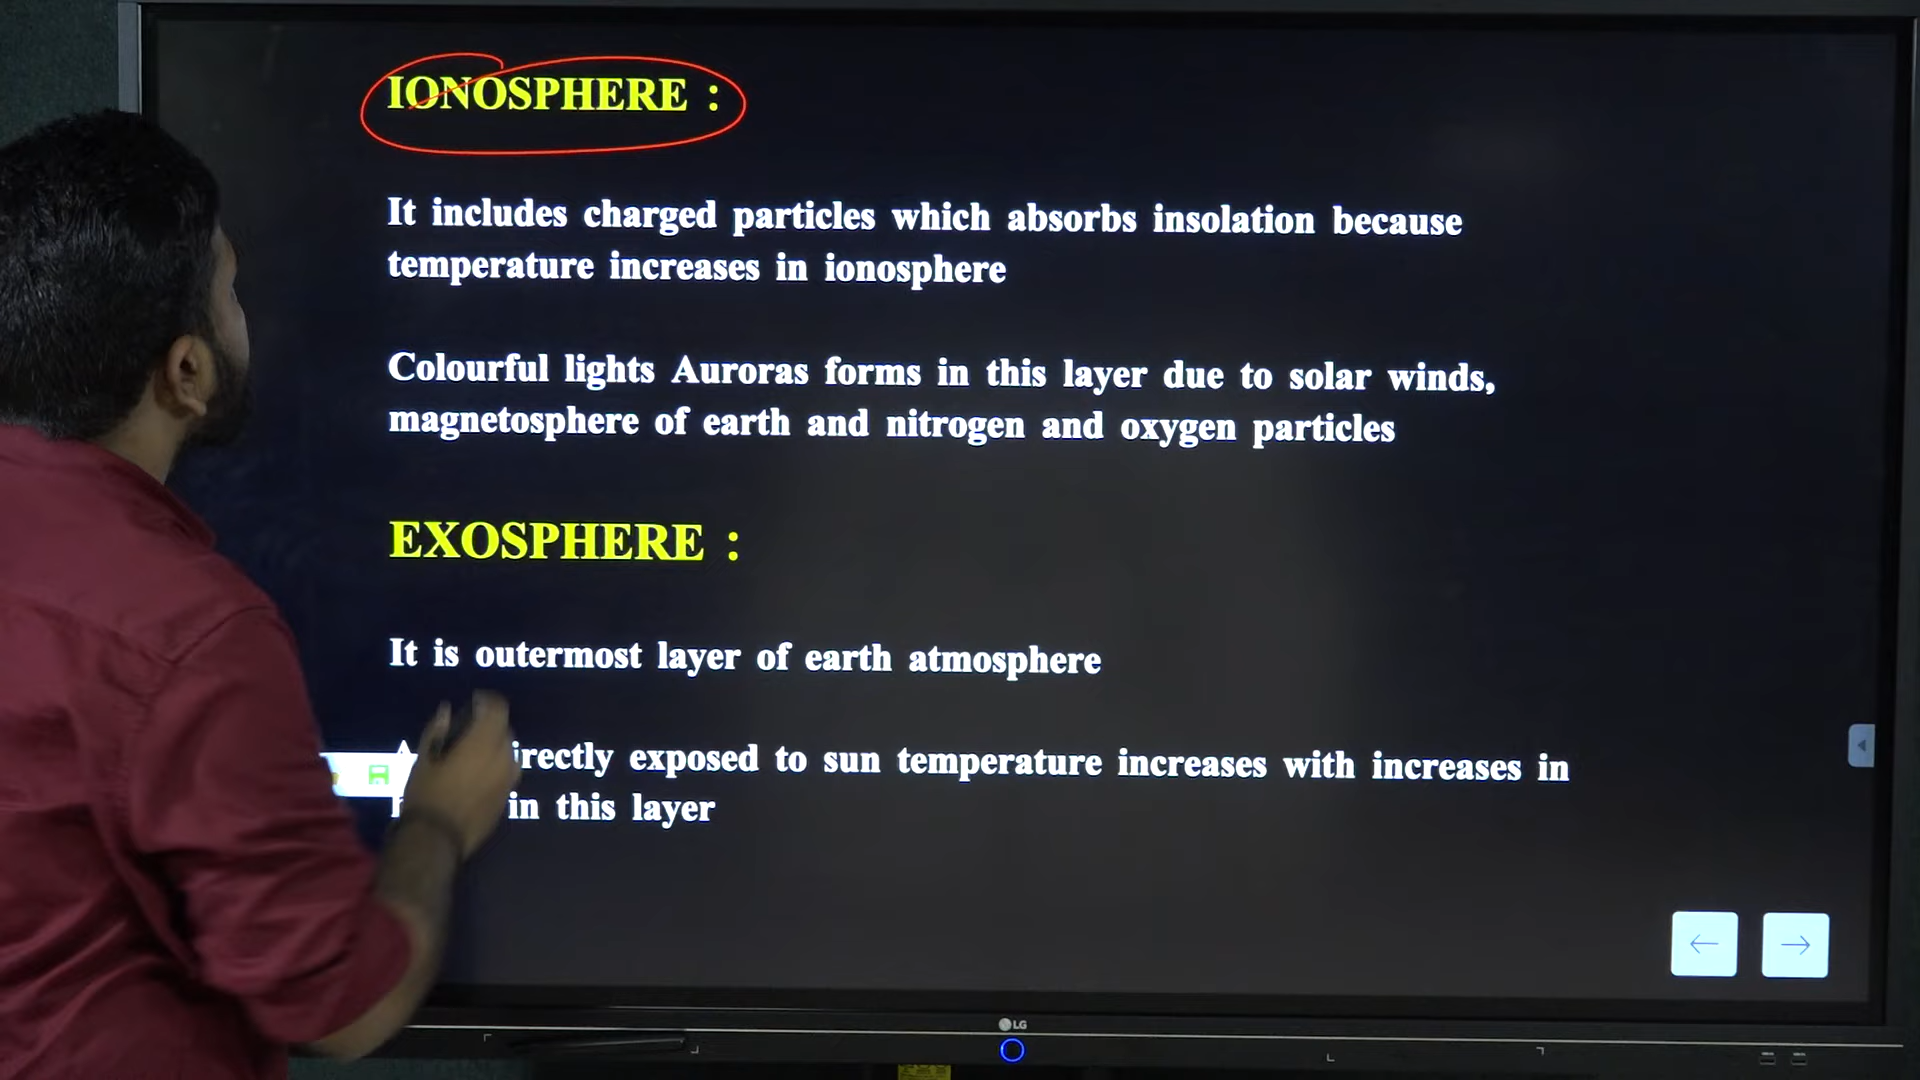 IONOSPHERE :
It includes charged particles which absorbs insolation because
temperature increases in ionosphere
Colourful lights Auroras forms in this layer due to solar winds,
magnetosphere of earth and nitrogen and oxygen particles
EXOSPHERE :
It is outermost layer of earth atmosphere
exposed to sun temperature increases with increases in
in this layer
LG